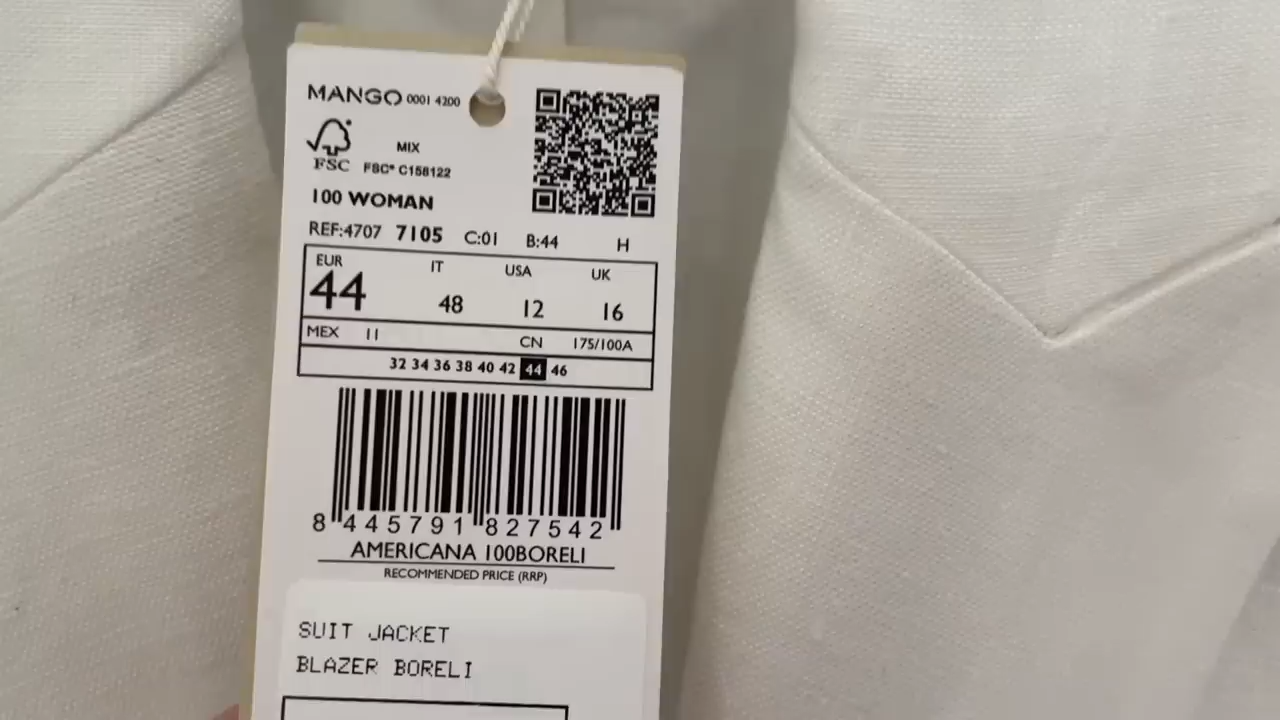 MANGO 0001 4200
MIX
FSC FSC® C158122
100 WOMAN
REF:4707 7105 C:01 B:44 H
EUR IT USA UK
44 48 12 16
MEX 11 CN 175/100A
32 34 36 38 40 42 44 46
8 445791 827542
AMERICANA 100BORELI
RECOMMENDED PRICE (RRP)
SUIT JACKET
BLAZER BORELI